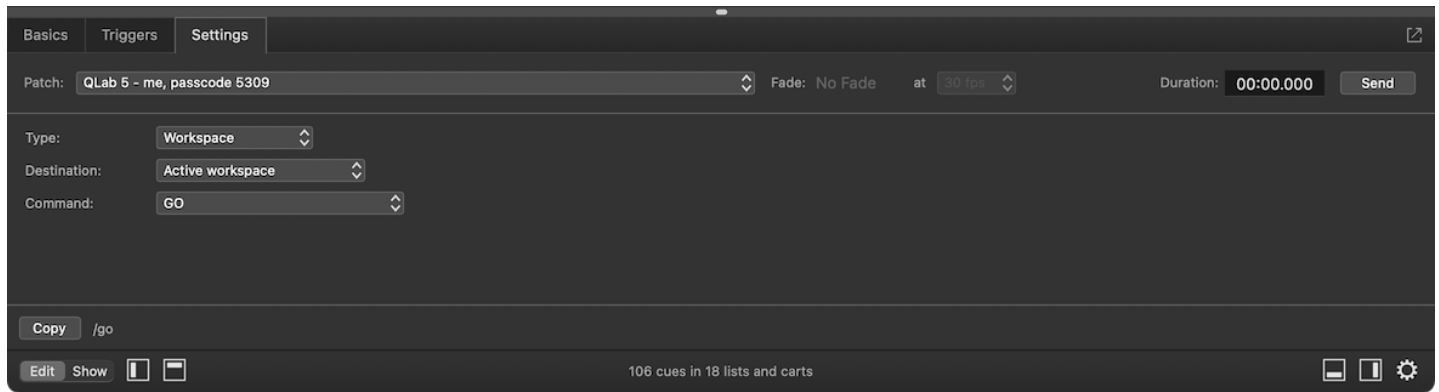 Basics Triggers Settings
Patch: QLab 5 - me, passcode 5309 Fade: No Fade at 30 fps Duration: 00:00.000 Send
Type: Workspace
Destination: Active workspace
Command: GO
Copy /go
Edit Show 106 cues in 18 lists and carts